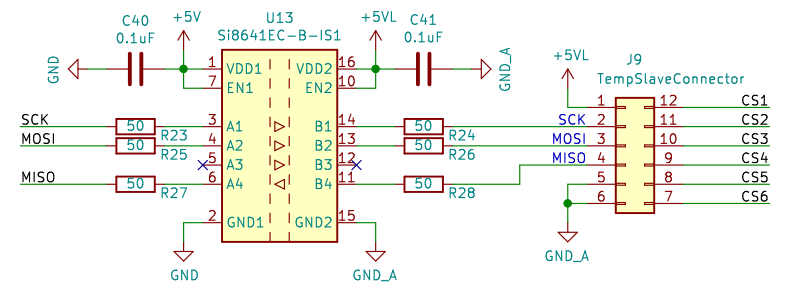 C40
0.1uF
+5V
U13
Si8641EC-B-IS1
+5VL
C41
0.1uF
GND
GND_A
+5VL
J9
TempSlaveConnector
1 VDD1 VDD2 16
7 EN1 EN2 10
SCK 50 R23 3 A1 B1 14 50 R24 SCK
MOSI 50 R25 4 A2 B2 13 50 R26 MOSI
5 A3 B3 12
MISO 50 R27 6 A4 B4 11 50 R28 MISO
2 GND1 GND2 15
GND
GND_A
1 12 CS1
2 11 CS2
3 10 CS3
4 9 CS4
5 8 CS5
6 7 CS6
GND_A